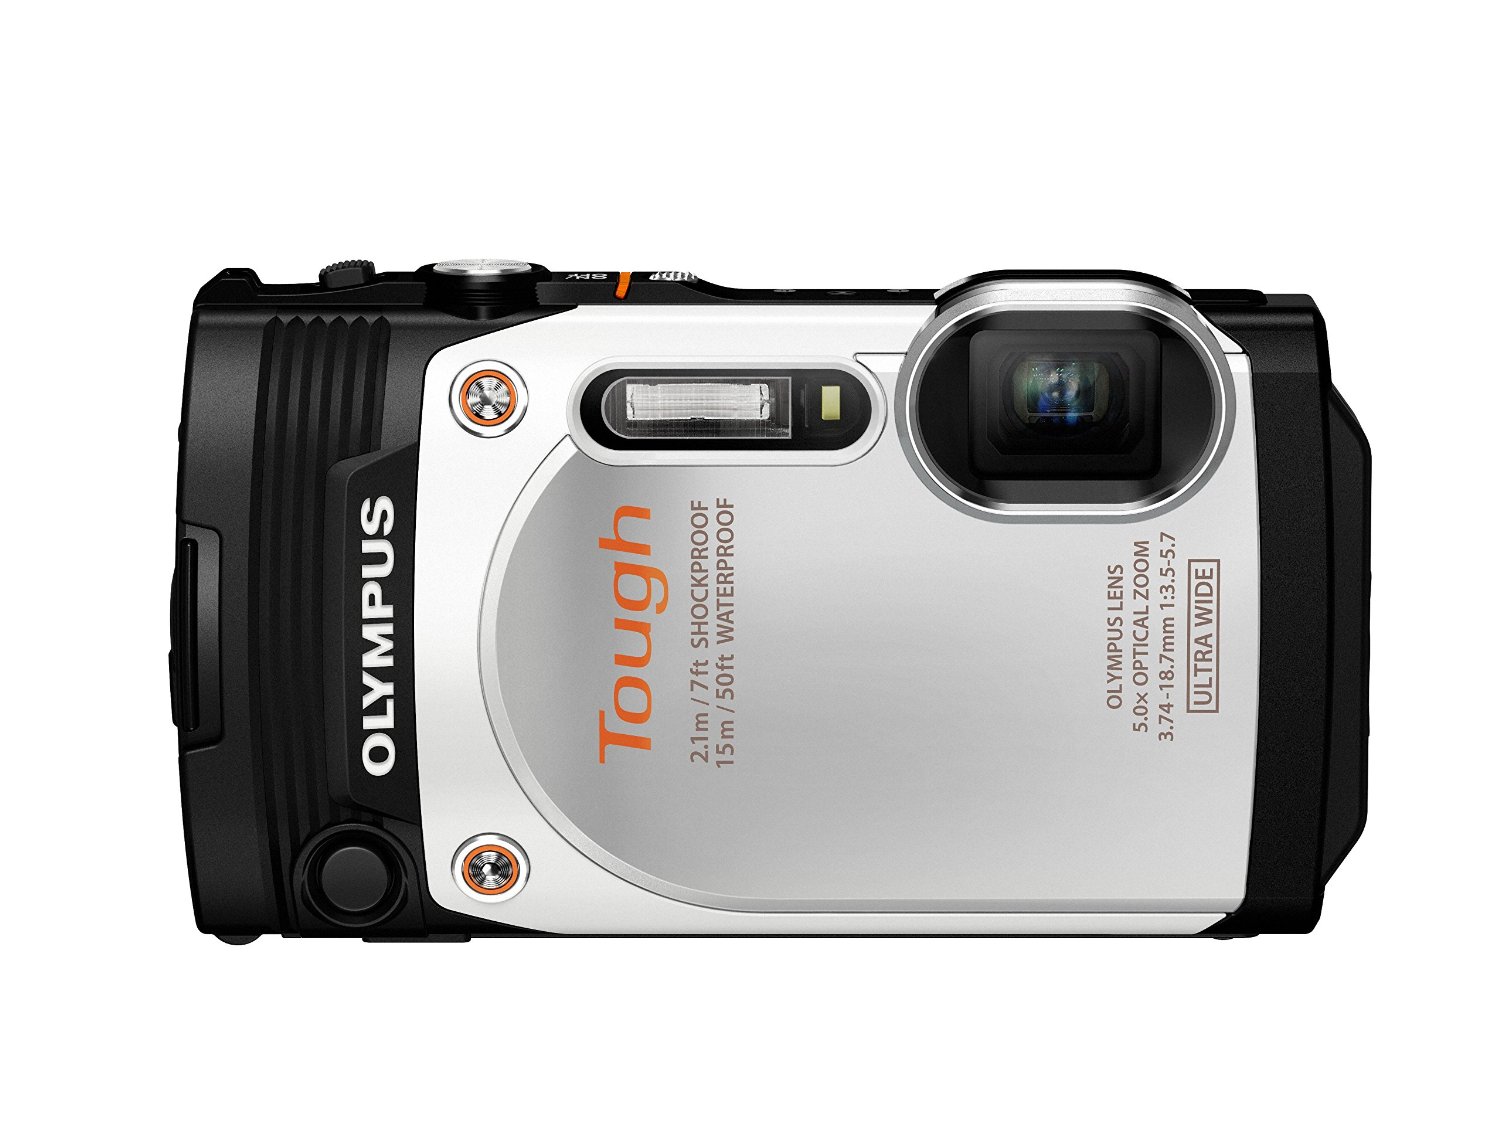 OLYMPUS
Tough
2.1m / 7ft SHOCKPROOF
15m / 50ft WATERPROOF
OLYMPUS LENS
5.0× OPTICAL ZOOM
3.74-18.7mm 1:3.5-5.7
ULTRA WIDE